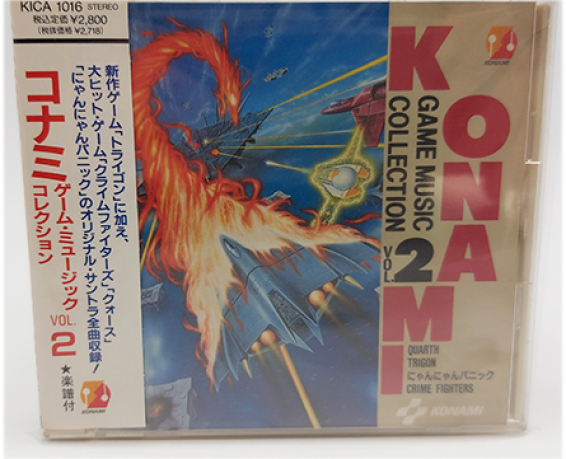 KICA 1016 STEREO
税込定価 ¥2,800
(税抜価格 ¥2,718)
新作ゲーム「トライゴン」に加え、
大ヒット・ゲーム「クライムファイターズ」「クォース」
「にゃんにゃんパニック」のオリジナル・サントラ全曲収録!
コナミ
ゲーム・ミュージック
コレクション
VOL. 2
★楽譜付
KONAMI
KONAMI
KONAMI
GAME MUSIC
COLLECTION
VOL. 2
QUARTH
TRIGON
にゃんにゃんパニック
CRIME FIGHTERS
KONAMI